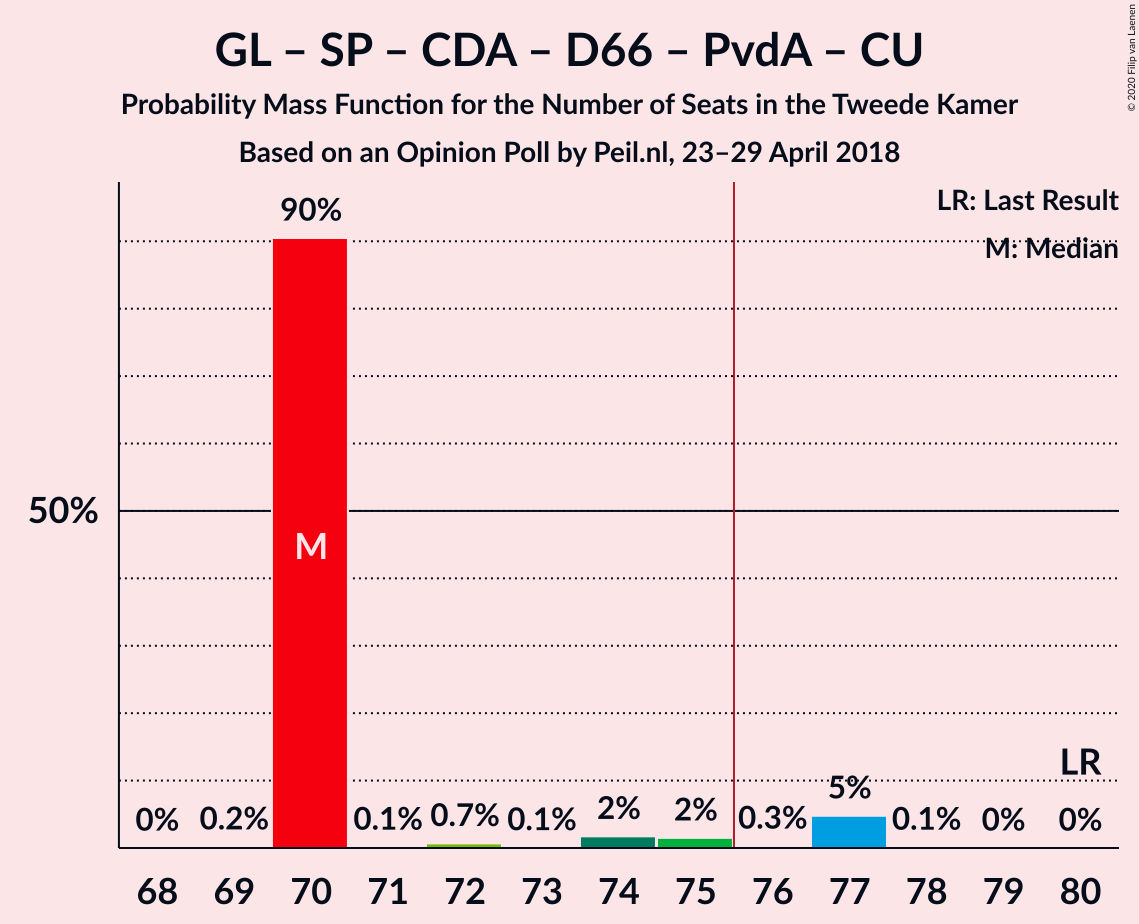 GL – SP – CDA – D66 – PvdA – CU
Probability Mass Function for the Number of Seats in the Tweede Kamer
Based on an Opinion Poll by Peil.nl, 23–29 April 2018
© 2020 Filip van Laenen
LR: Last Result
M: Median
90%
50%
M
LR
0% 0.2% 0.1% 0.7% 0.1% 2% 2% 0.3% 5% 0.1% 0% 0%
68 69 70 71 72 73 74 75 76 77 78 79 80